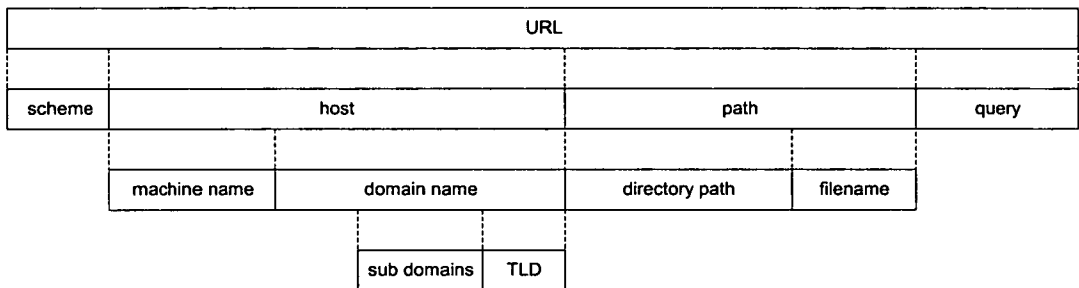 URL
scheme host path query
machine name domain name directory path filename
sub domains TLD